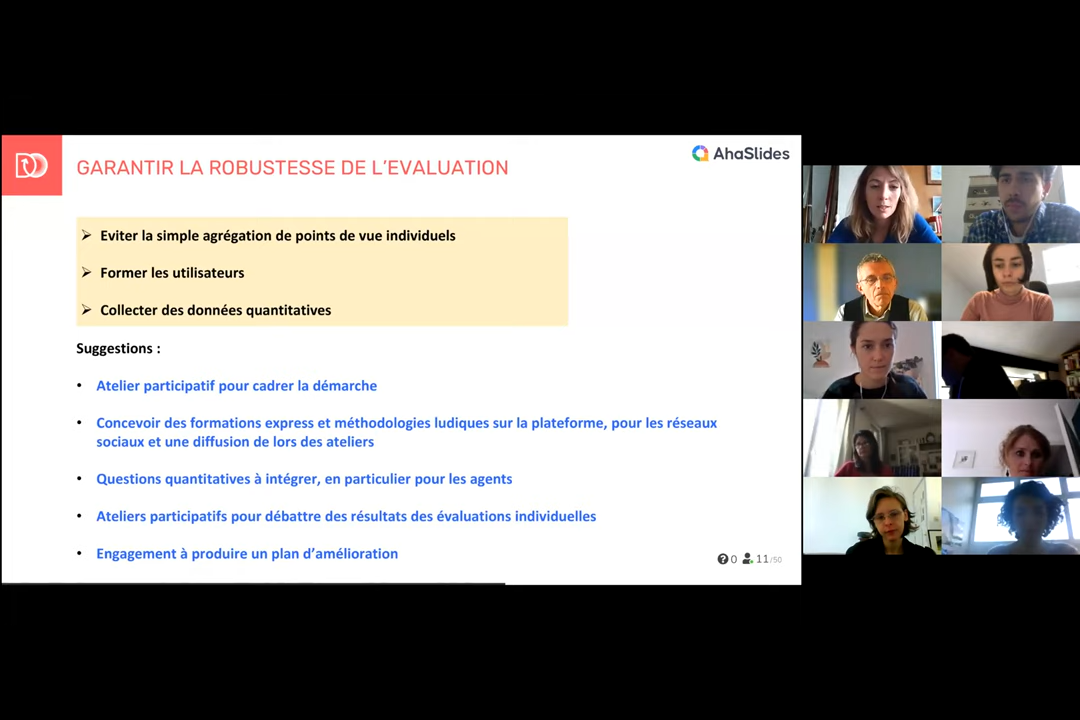 GARANTIR LA ROBUSTESSE DE L'EVALUATION
AhaSlides
Eviter la simple agrégation de points de vue individuels
Former les utilisateurs
Collecter des données quantitatives
Suggestions :
Atelier participatif pour cadrer la démarche
Concevoir des formations express et méthodologies ludiques sur la plateforme, pour les réseaux
sociaux et une diffusion de lors des ateliers
Questions quantitatives à intégrer, en particulier pour les agents
Ateliers participatifs pour débattre des résultats des évaluations individuelles
Engagement à produire un plan d'amélioration
0 11/50